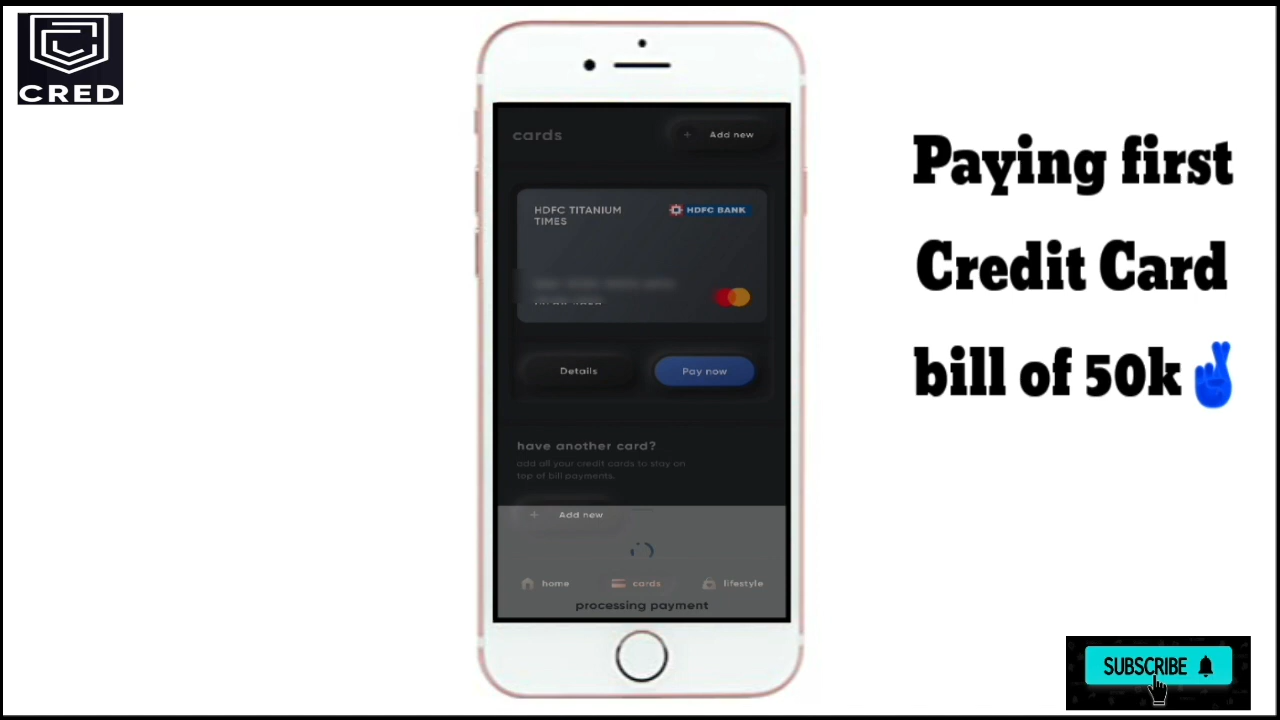 CRED
cards
+ Add new
HDFC TITANIUM
TIMES
HDFC BANK
Details
Pay now
have another card?
add all your credit cards to stay on
top of bill payments.
+ Add new
home
cards
lifestyle
processing payment
Paying first
Credit Card
bill of 50k
SUBSCRIBE